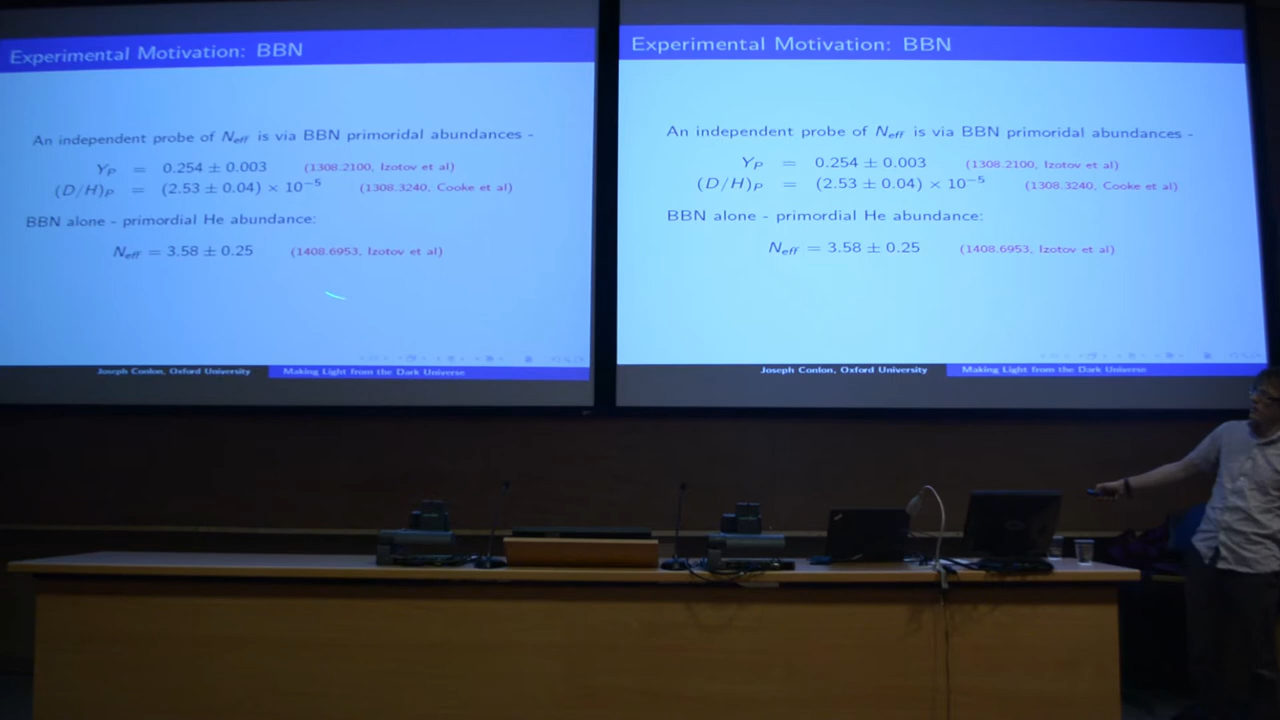 Experimental Motivation: BBN
An independent probe of N_eff is via BBN primoridal abundances -
Y_P = 0.254 ± 0.003 (1308.2100, Izotov et al)
(D/H)_P = (2.53 ± 0.04) × 10^−5 (1308.3240, Cooke et al)
BBN alone - primordial He abundance:
N_eff = 3.58 ± 0.25 (1408.6953, Izotov et al)
Joseph Conlon, Oxford University Making Light from the Dark Universe
Experimental Motivation: BBN
An independent probe of N_eff is via BBN primoridal abundances -
Y_P = 0.254 ± 0.003 (1308.2100, Izotov et al)
(D/H)_P = (2.53 ± 0.04) × 10^−5 (1308.3240, Cooke et al)
BBN alone - primordial He abundance:
N_eff = 3.58 ± 0.25 (1408.6953, Izotov et al)
Joseph Conlon, Oxford University Making Light from the Dark Universe